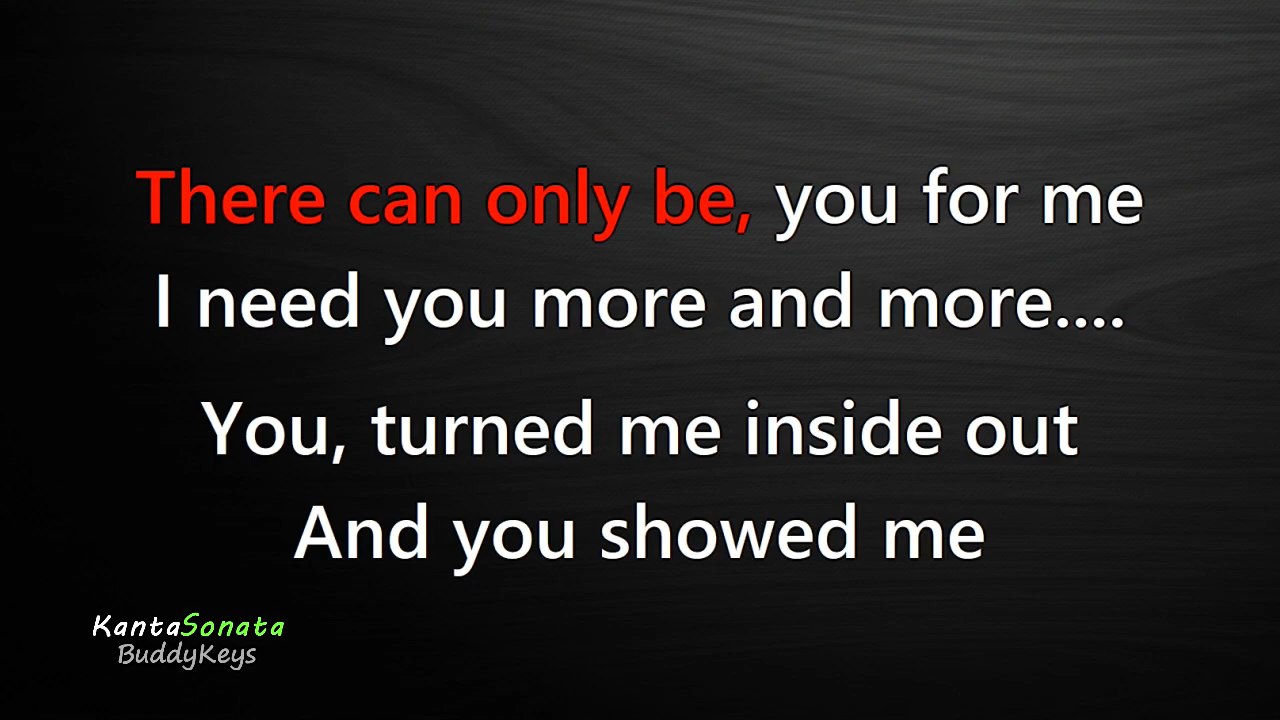 There can only be, you for me
I need you more and more....
You, turned me inside out
And you showed me
KantaSonata
BuddyKeys